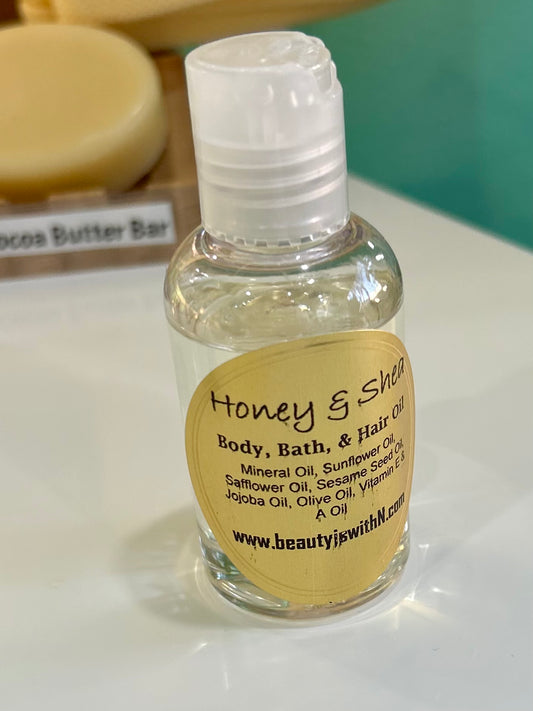 ocoa Butter Bar
Honey & Shea
Body, Bath, & Hair Oil
Mineral Oil, Sunflower Oil,
Safflower Oil, Sesame Seed Oil,
Jojoba Oil, Olive Oil, Vitamin E &
A Oil
www.beautyiswithN.com